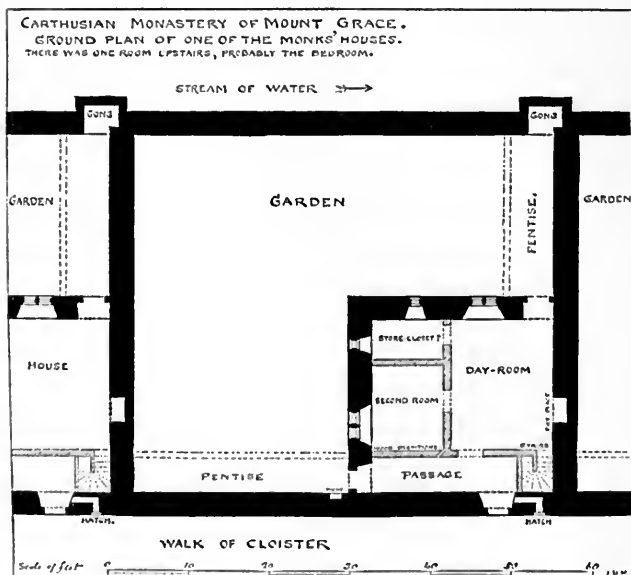 CARTHUSIAN MONASTERY OF MOUNT GRACE.
GROUND PLAN OF ONE OF THE MONKS' HOUSES.
THERE WAS ONE ROOM UPSTAIRS, PROBABLY THE BEDROOM.
STREAM OF WATER
GONG
GONG
GARDEN
GARDEN
PENTISE.
GARDEN
HOUSE
STORE-CLOSET?
DAY-ROOM
SECOND ROOM
FIREPLACE
STAIRS
PENTISE
PASSAGE
HATCH.
HATCH
WALK OF CLOISTER
Scale of feet 0 10 20 30 40 50 60